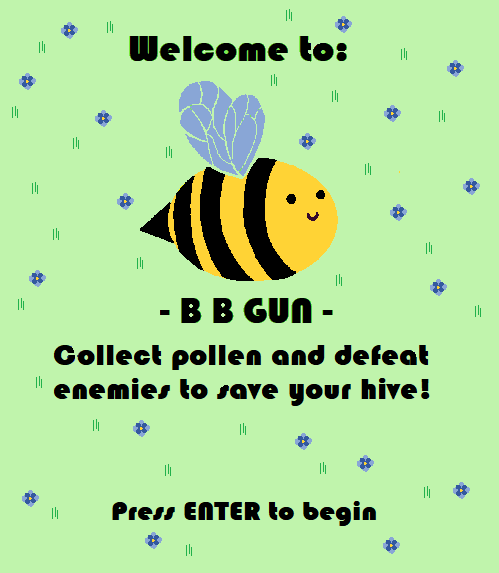 Welcome to:
- B B GUN -
Collect pollen and defeat
enemies to save your hive!
Press ENTER to begin